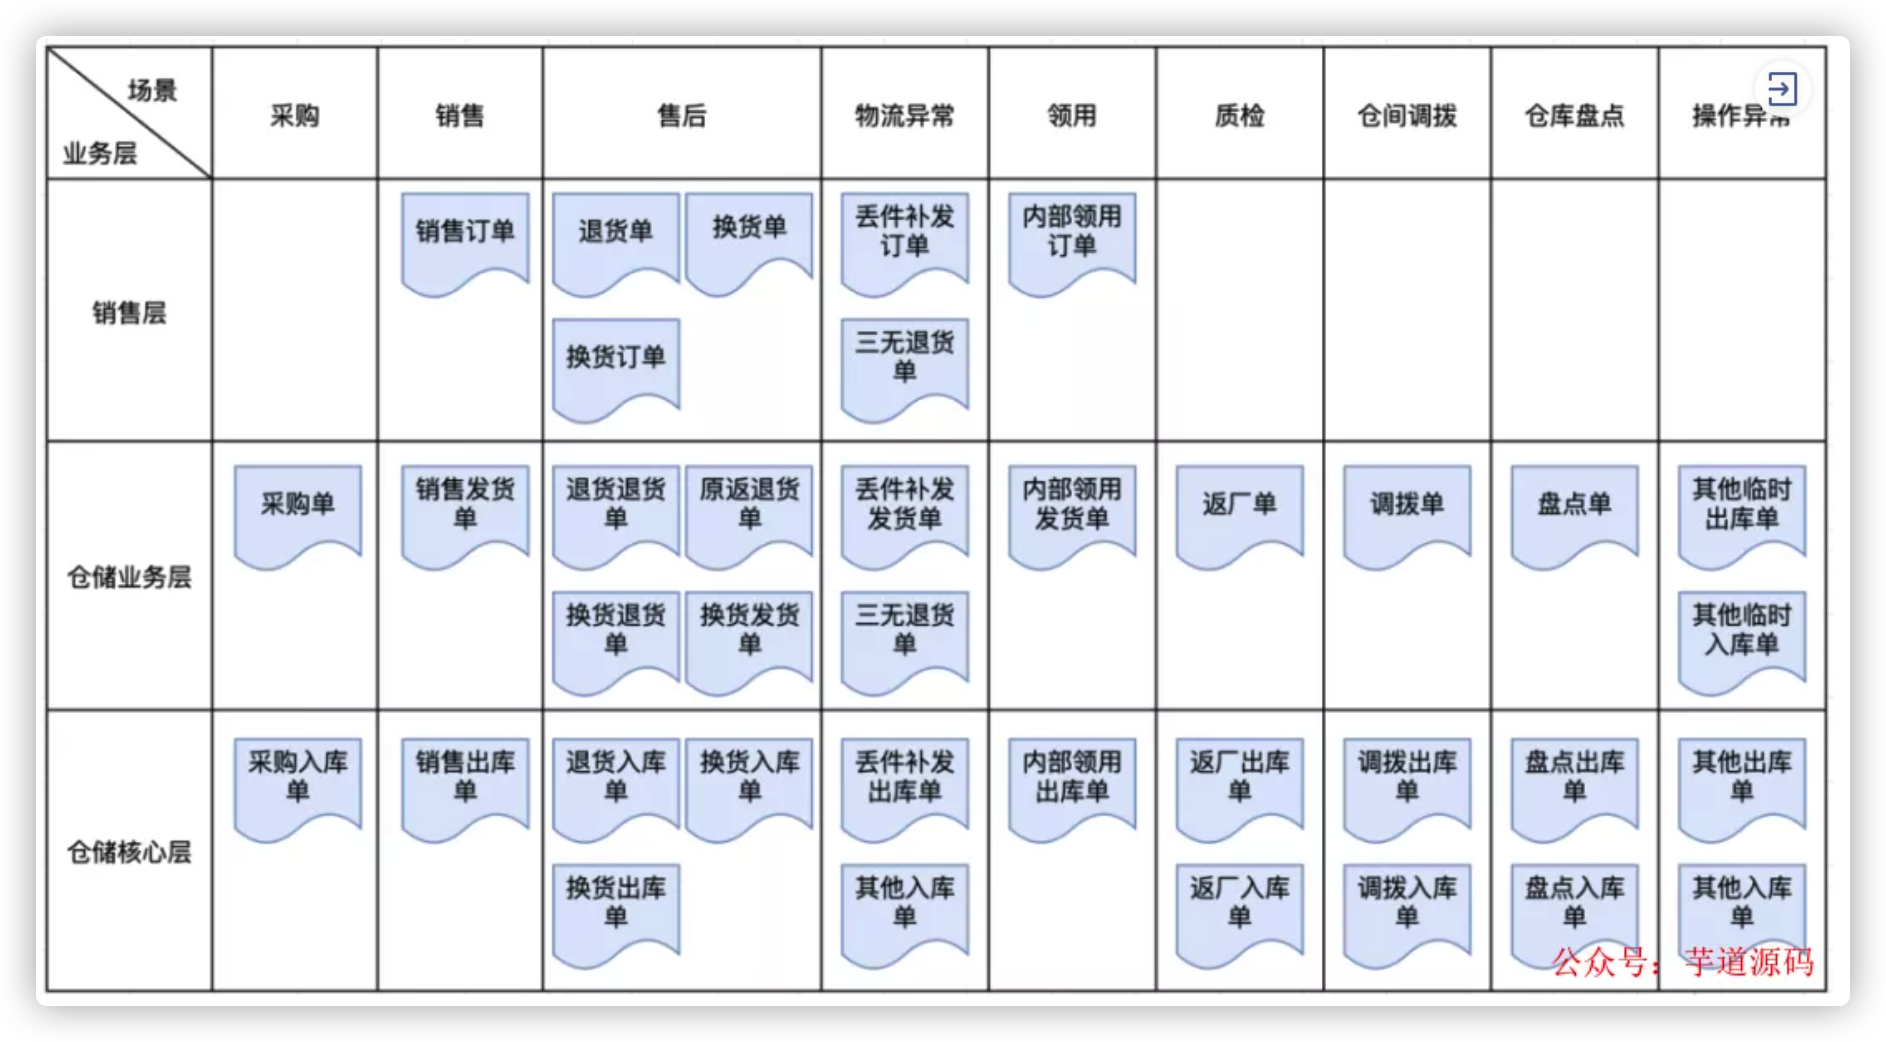 场景
业务层
采购
销售
售后
物流异常
领用
质检
仓间调拨
仓库盘点
操作异常
销售层
销售订单
退货单
换货单
丢件补发
订单
内部领用
订单
换货订单
三无退货
单
仓储业务层
采购单
销售发货
单
退货退货
单
原返退货
单
丢件补发
发货单
内部领用
发货单
返厂单
调拨单
盘点单
其他临时
出库单
换货退货
单
换货发货
单
三无退货
单
其他临时
入库单
仓储核心层
采购入库
单
销售出库
单
退货入库
单
换货入库
单
丢件补发
出库单
内部领用
出库单
返厂出库
单
调拨出库
单
盘点出库
单
其他出库
单
换货出库
单
其他入库
单
返厂入库
单
调拨入库
单
盘点入库
单
其他入库
单
公众号：芋道源码